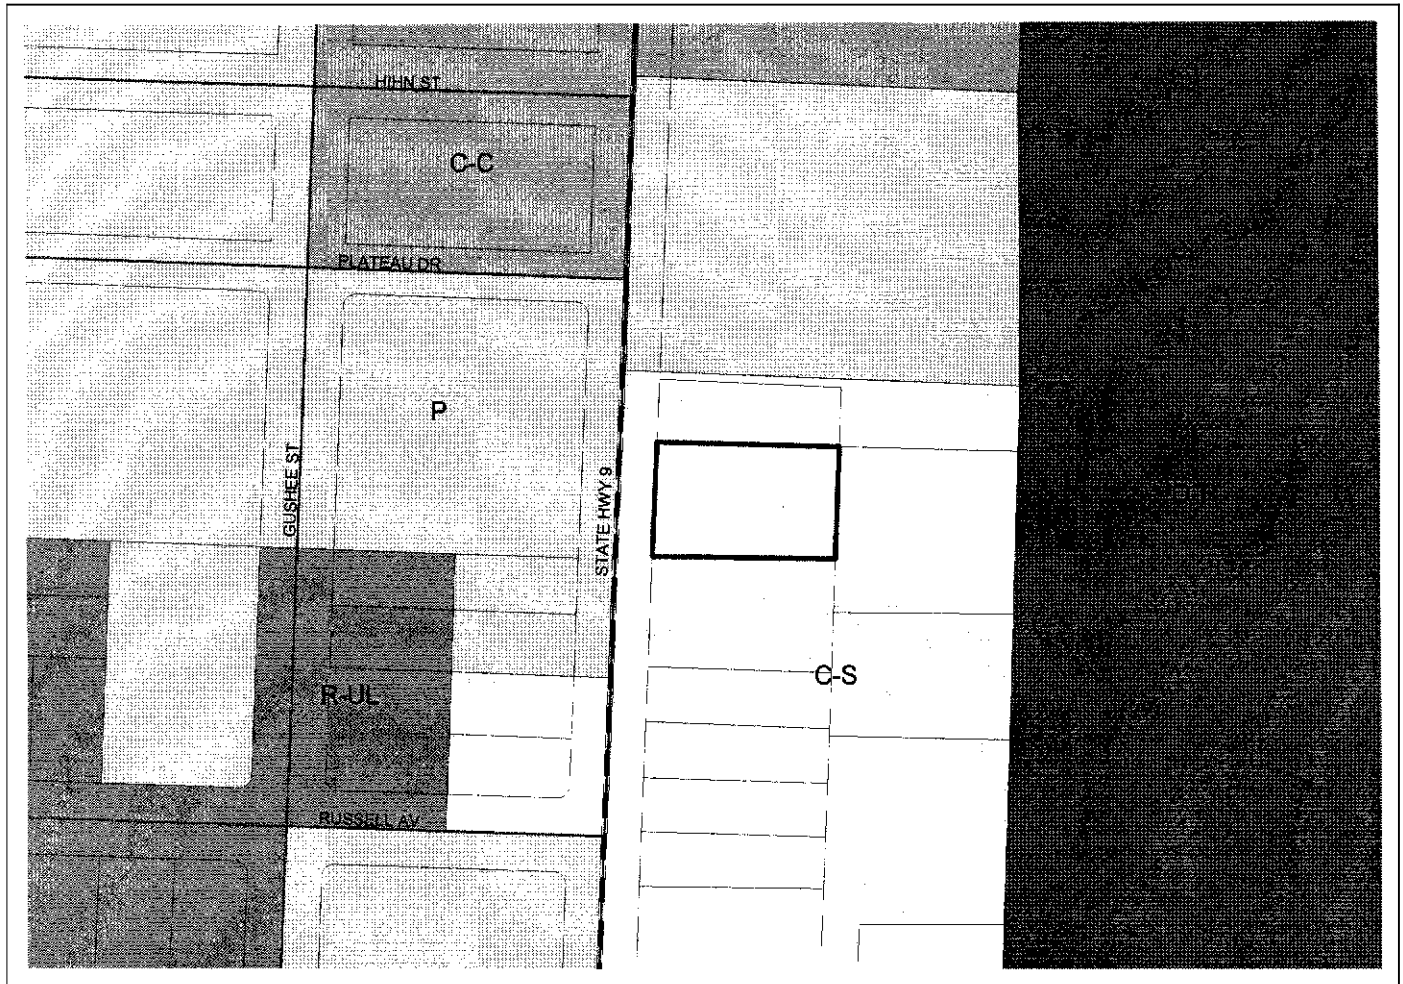 HIHN ST
C-C
PLATEAU DR
P
GUSHEE ST
STATE HWY 9
C-S
R-UL
RUSSELL AV